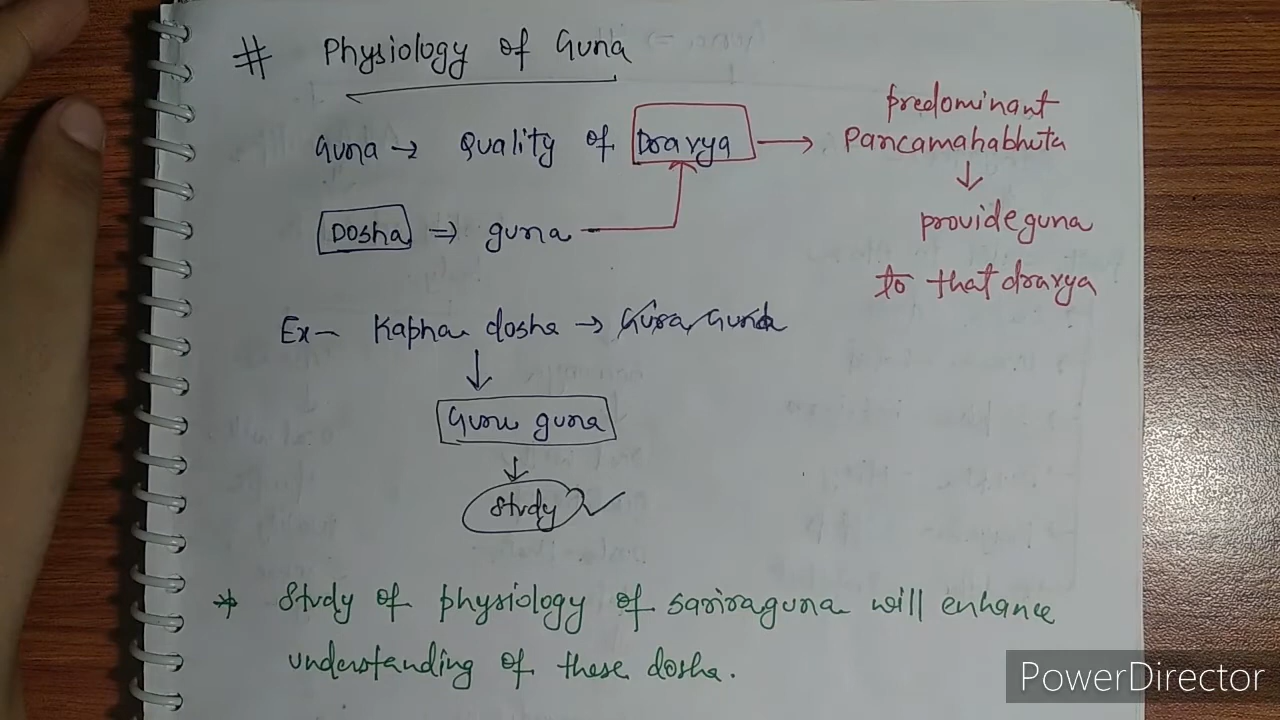 # Physiology of Guna
Guna → Quality of Dravya → predominant
Pancamahabhuta
↓
provide guna
to that dravya
Dosha ⇒ guna
Ex- Kapha dosha →
↓
Guru guna
↓
Study ✓
* Study of physiology of sariraguna will enhance
understanding of these dosha.
PowerDirector